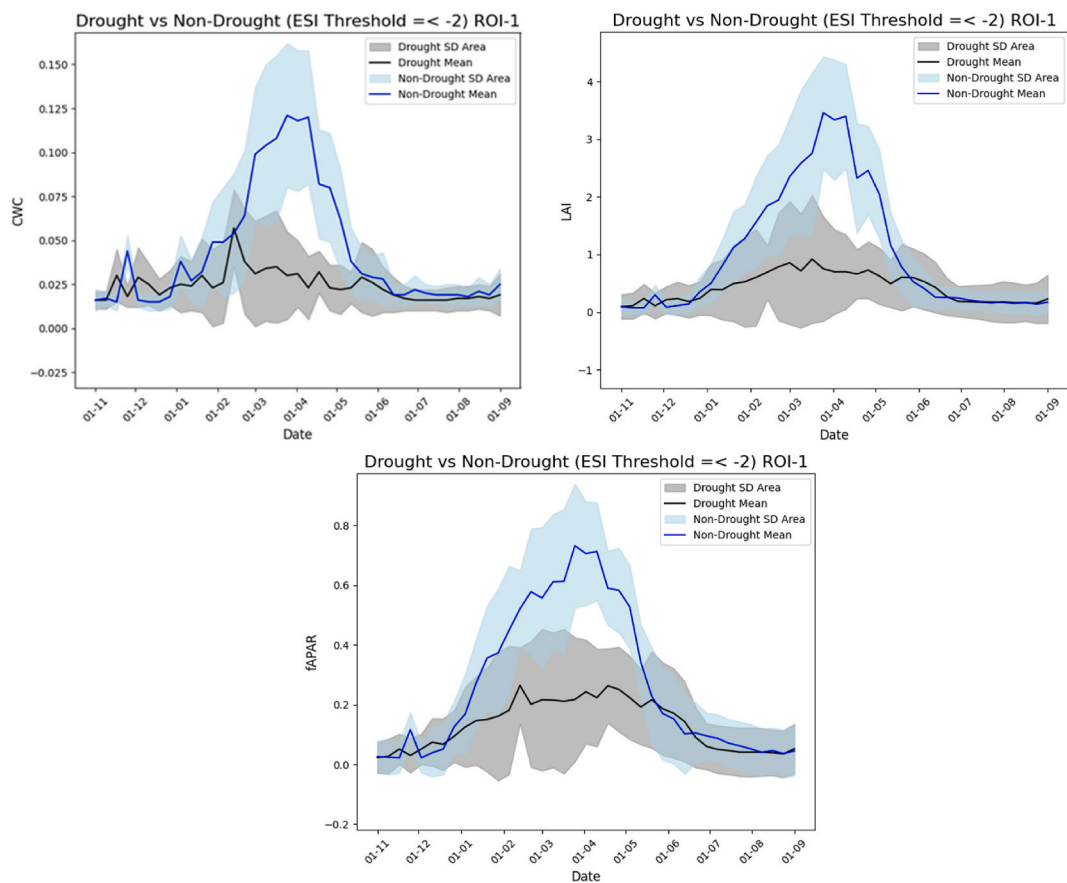 Drought vs Non-Drought (ESI Threshold =< -2) ROI-1
Drought SD Area
Drought Mean
Non-Drought SD Area
Non-Drought Mean
0.150
0.125
0.100
0.075
0.050
0.025
0.000
-0.025
CWC
01-11
01-12
01-01
01-02
01-03
01-04
01-05
01-06
01-07
01-08
01-09
Date
Drought vs Non-Drought (ESI Threshold =< -2) ROI-1
Drought SD Area
Drought Mean
Non-Drought SD Area
Non-Drought Mean
4
3
2
1
0
−1
LAI
01-11
01-12
01-01
01-02
01-03
01-04
01-05
01-06
01-07
01-08
01-09
Date
Drought vs Non-Drought (ESI Threshold =< -2) ROI-1
Drought SD Area
Drought Mean
Non-Drought SD Area
Non-Drought Mean
0.8
0.6
0.4
0.2
0.0
−0.2
fAPAR
01-11
01-12
01-01
01-02
01-03
01-04
01-05
01-06
01-07
01-08
01-09
Date